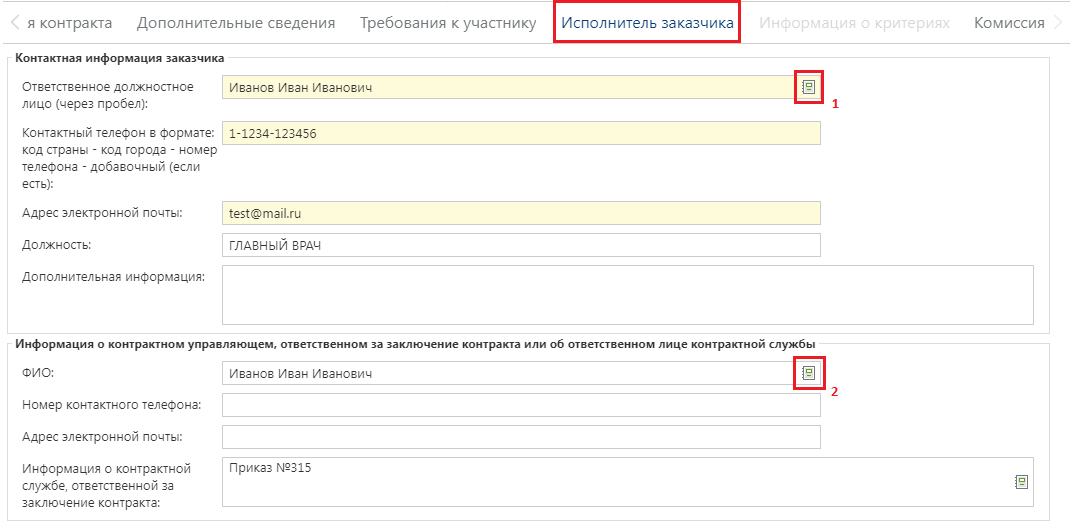 я контракта Дополнительные сведения Требования к участнику Исполнитель заказчика Информация о критериях Комиссия
Контактная информация заказчика
Ответственное должностное
лицо (через пробел):
Иванов Иван Иванович
1
Контактный телефон в формате:
код страны - код города - номер
телефона - добавочный (если
есть):
1-1234-123456
Адрес электронной почты:
test@mail.ru
Должность:
ГЛАВНЫЙ ВРАЧ
Дополнительная информация:
Информация о контрактном управляющем, ответственном за заключение контракта или об ответственном лице контрактной службы
ФИО:
Иванов Иван Иванович
2
Номер контактного телефона:
Адрес электронной почты:
Информация о контрактной
службе, ответственной за
заключение контракта:
Приказ №315